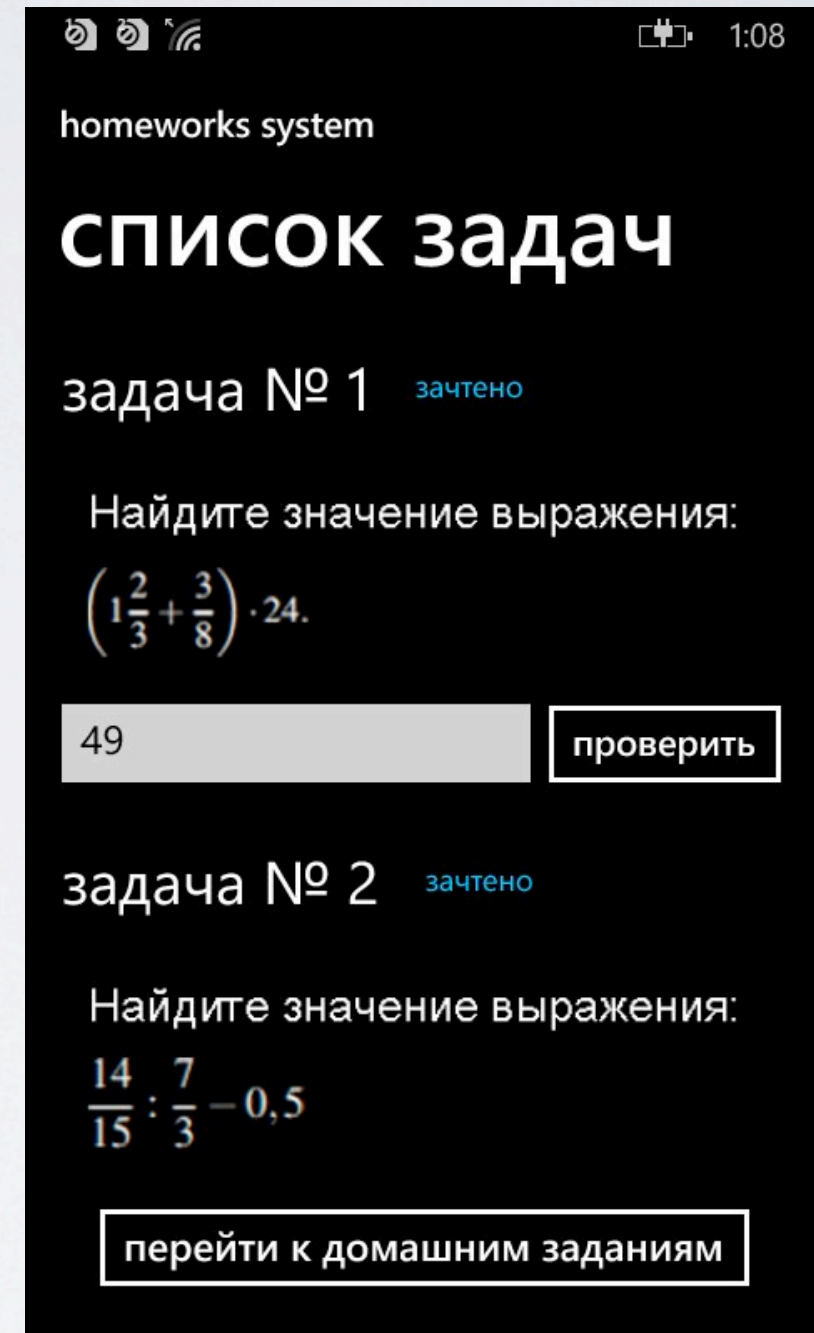 1:08
homeworks system
список задач
задача № 1 зачтено
Найдите значение выражения:
(1 2/3 + 3/8) · 24.
49 проверить
задача № 2 зачтено
Найдите значение выражения:
14/15 : 7/3 − 0,5
перейти к домашним заданиям